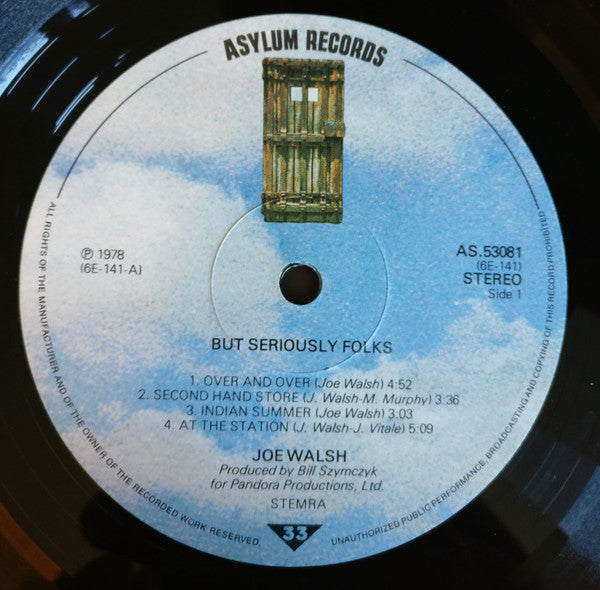 ASYLUM RECORDS
℗ 1978
(6E-141-A)
AS.53081
(6E-141)
STEREO
Side 1
BUT SERIOUSLY FOLKS
1. OVER AND OVER (Joe Walsh) 4:52
2. SECOND HAND STORE (J. Walsh-M. Murphy) 3:36
3. INDIAN SUMMER (Joe Walsh) 3.03
4. AT THE STATION (J. Walsh-J. Vitale) 5:09
JOE WALSH
Produced by Bill Szymczyk
for Pandora Productions, Ltd.
STEMRA
33
ALL RIGHTS OF THE MANUFACTURER AND OF THE OWNER OF THE RECORDED WORK RESERVED.
UNAUTHORIZED PUBLIC PERFORMANCE, BROADCASTING AND COPYING OF THIS RECORD PROHIBITED